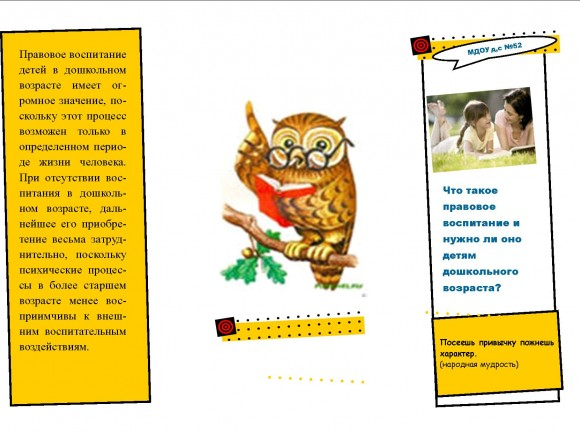 Правовое воспитание
детей в дошкольном
возрасте имеет ог-
ромное значение, по-
скольку этот процесс
возможен только в
определенном перио-
де жизни человека.
При отсутствии вос-
питания в дошколь-
ном возрасте, даль-
нейшее его приобре-
тение весьма затруд-
нительно, поскольку
психические процес-
сы в более старшем
возрасте менее вос-
приимчивы к внеш-
ним воспитательным
воздействиям.
МДОУ д,с №52
Что такое
правовое
воспитание и
нужно ли оно
детям
дошкольного
возраста?
Посеешь привычку пожнешь
характер.
(народная мудрость)